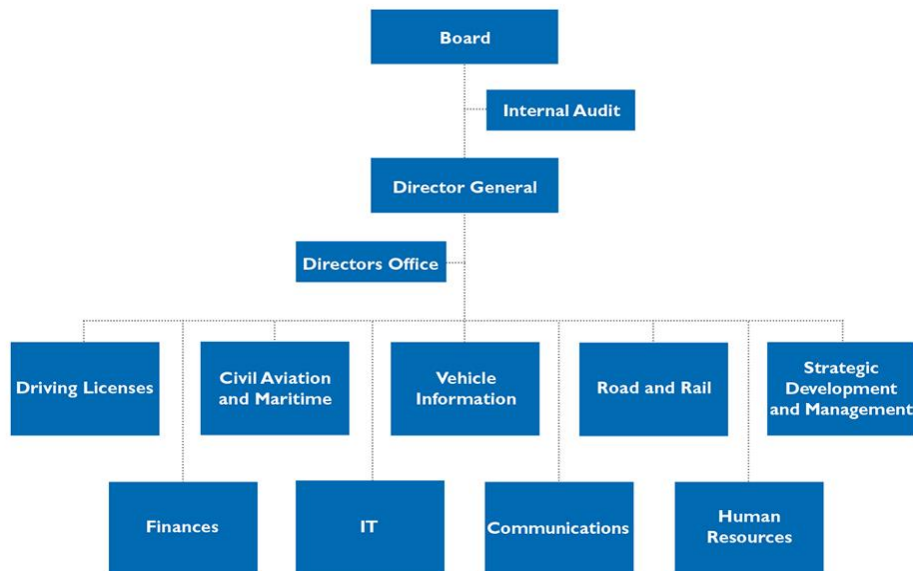 Board
Internal Audit
Director General
Directors Office
Driving Licenses
Civil Aviation
and Maritime
Vehicle
Information
Road and Rail
Strategic
Development
and Management
Finances
IT
Communications
Human
Resources